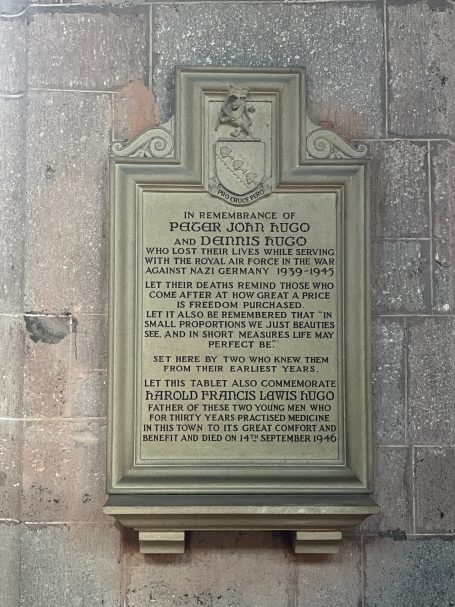 PRO CRUCE FERO
IN REMEMBRANCE OF
PETER JOHN HUGO
AND DENNIS HUGO
WHO LOST THEIR LIVES WHILE SERVING
WITH THE ROYAL AIR FORCE IN THE WAR
AGAINST NAZI GERMANY 1939-1945
LET THEIR DEATHS REMIND THOSE WHO
COME AFTER AT HOW GREAT A PRICE
IS FREEDOM PURCHASED.
LET IT ALSO BE REMEMBERED THAT "IN
SMALL PROPORTIONS WE JUST BEAUTIES
SEE, AND IN SHORT MEASURES LIFE MAY
PERFECT BE."
SET HERE BY TWO WHO KNEW THEM
FROM THEIR EARLIEST YEARS.
LET THIS TABLET ALSO COMMEMORATE
HAROLD FRANCIS LEWIS HUGO
FATHER OF THESE TWO YOUNG MEN WHO
FOR THIRTY YEARS PRACTISED MEDICINE
IN THIS TOWN TO ITS GREAT COMFORT AND
BENEFIT AND DIED ON 14TH SEPTEMBER 1946